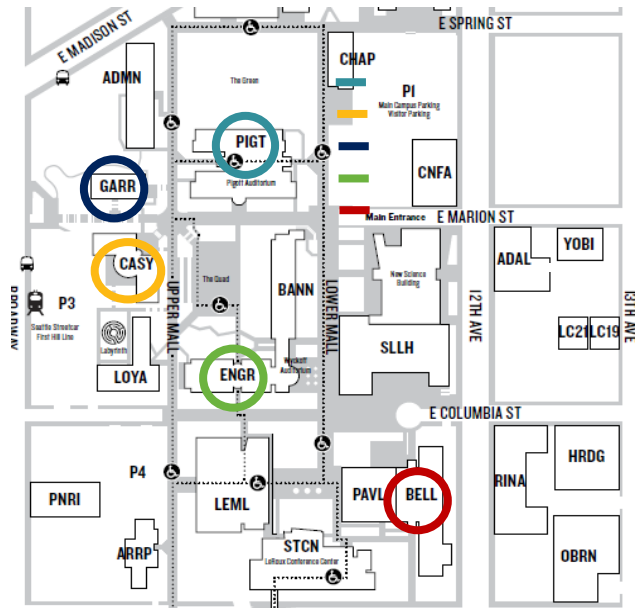 E SPRING ST
E MADISON ST
CHAP
ADMN
The Green
P1
Main Campus Parking
Visitor Parking
PIGT
CNFA
GARR
Pigott Auditorium
Main Entrance
E MARION ST
CASY
The Quad
BANN
New Science
Building
ADAL
YOBI
BROADWAY
P3
Seattle Streetcar
First Hill Line
UPPER MALL
LOWER MALL
12TH AVE
13TH AVE
Labyrinth
LC21
LC19
SLLH
LOYA
ENGR
Wyckoff
Auditorium
E COLUMBIA ST
P4
PNRI
LEML
PAVL
BELL
RINA
HRDG
ARRP
STCN
LeRoux Conference Center
OBRN